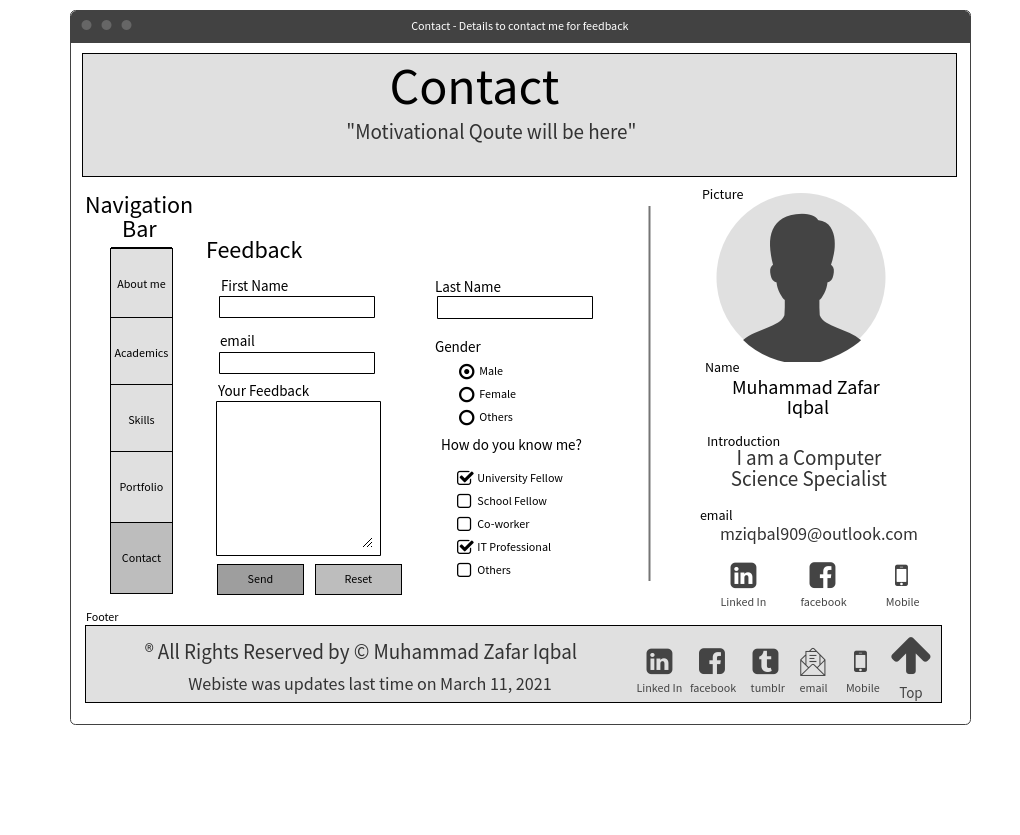 Contact - Details to contact me for feedback
Contact
"Motivational Qoute will be here"
Navigation
Bar
About me
Academics
Skills
Portfolio
Contact
Feedback
First Name
Last Name
email
Your Feedback
Gender
Male
Female
Others
How do you know me?
University Fellow
School Fellow
Co-worker
IT Professional
Others
Send
Reset
Picture
Name
Muhammad Zafar
Iqbal
Introduction
I am a Computer
Science Specialist
email
mziqbal909@outlook.com
Linked In
facebook
Mobile
Footer
® All Rights Reserved by © Muhammad Zafar Iqbal
Webiste was updates last time on March 11, 2021
Linked In
facebook
tumblr
email
Mobile
Top